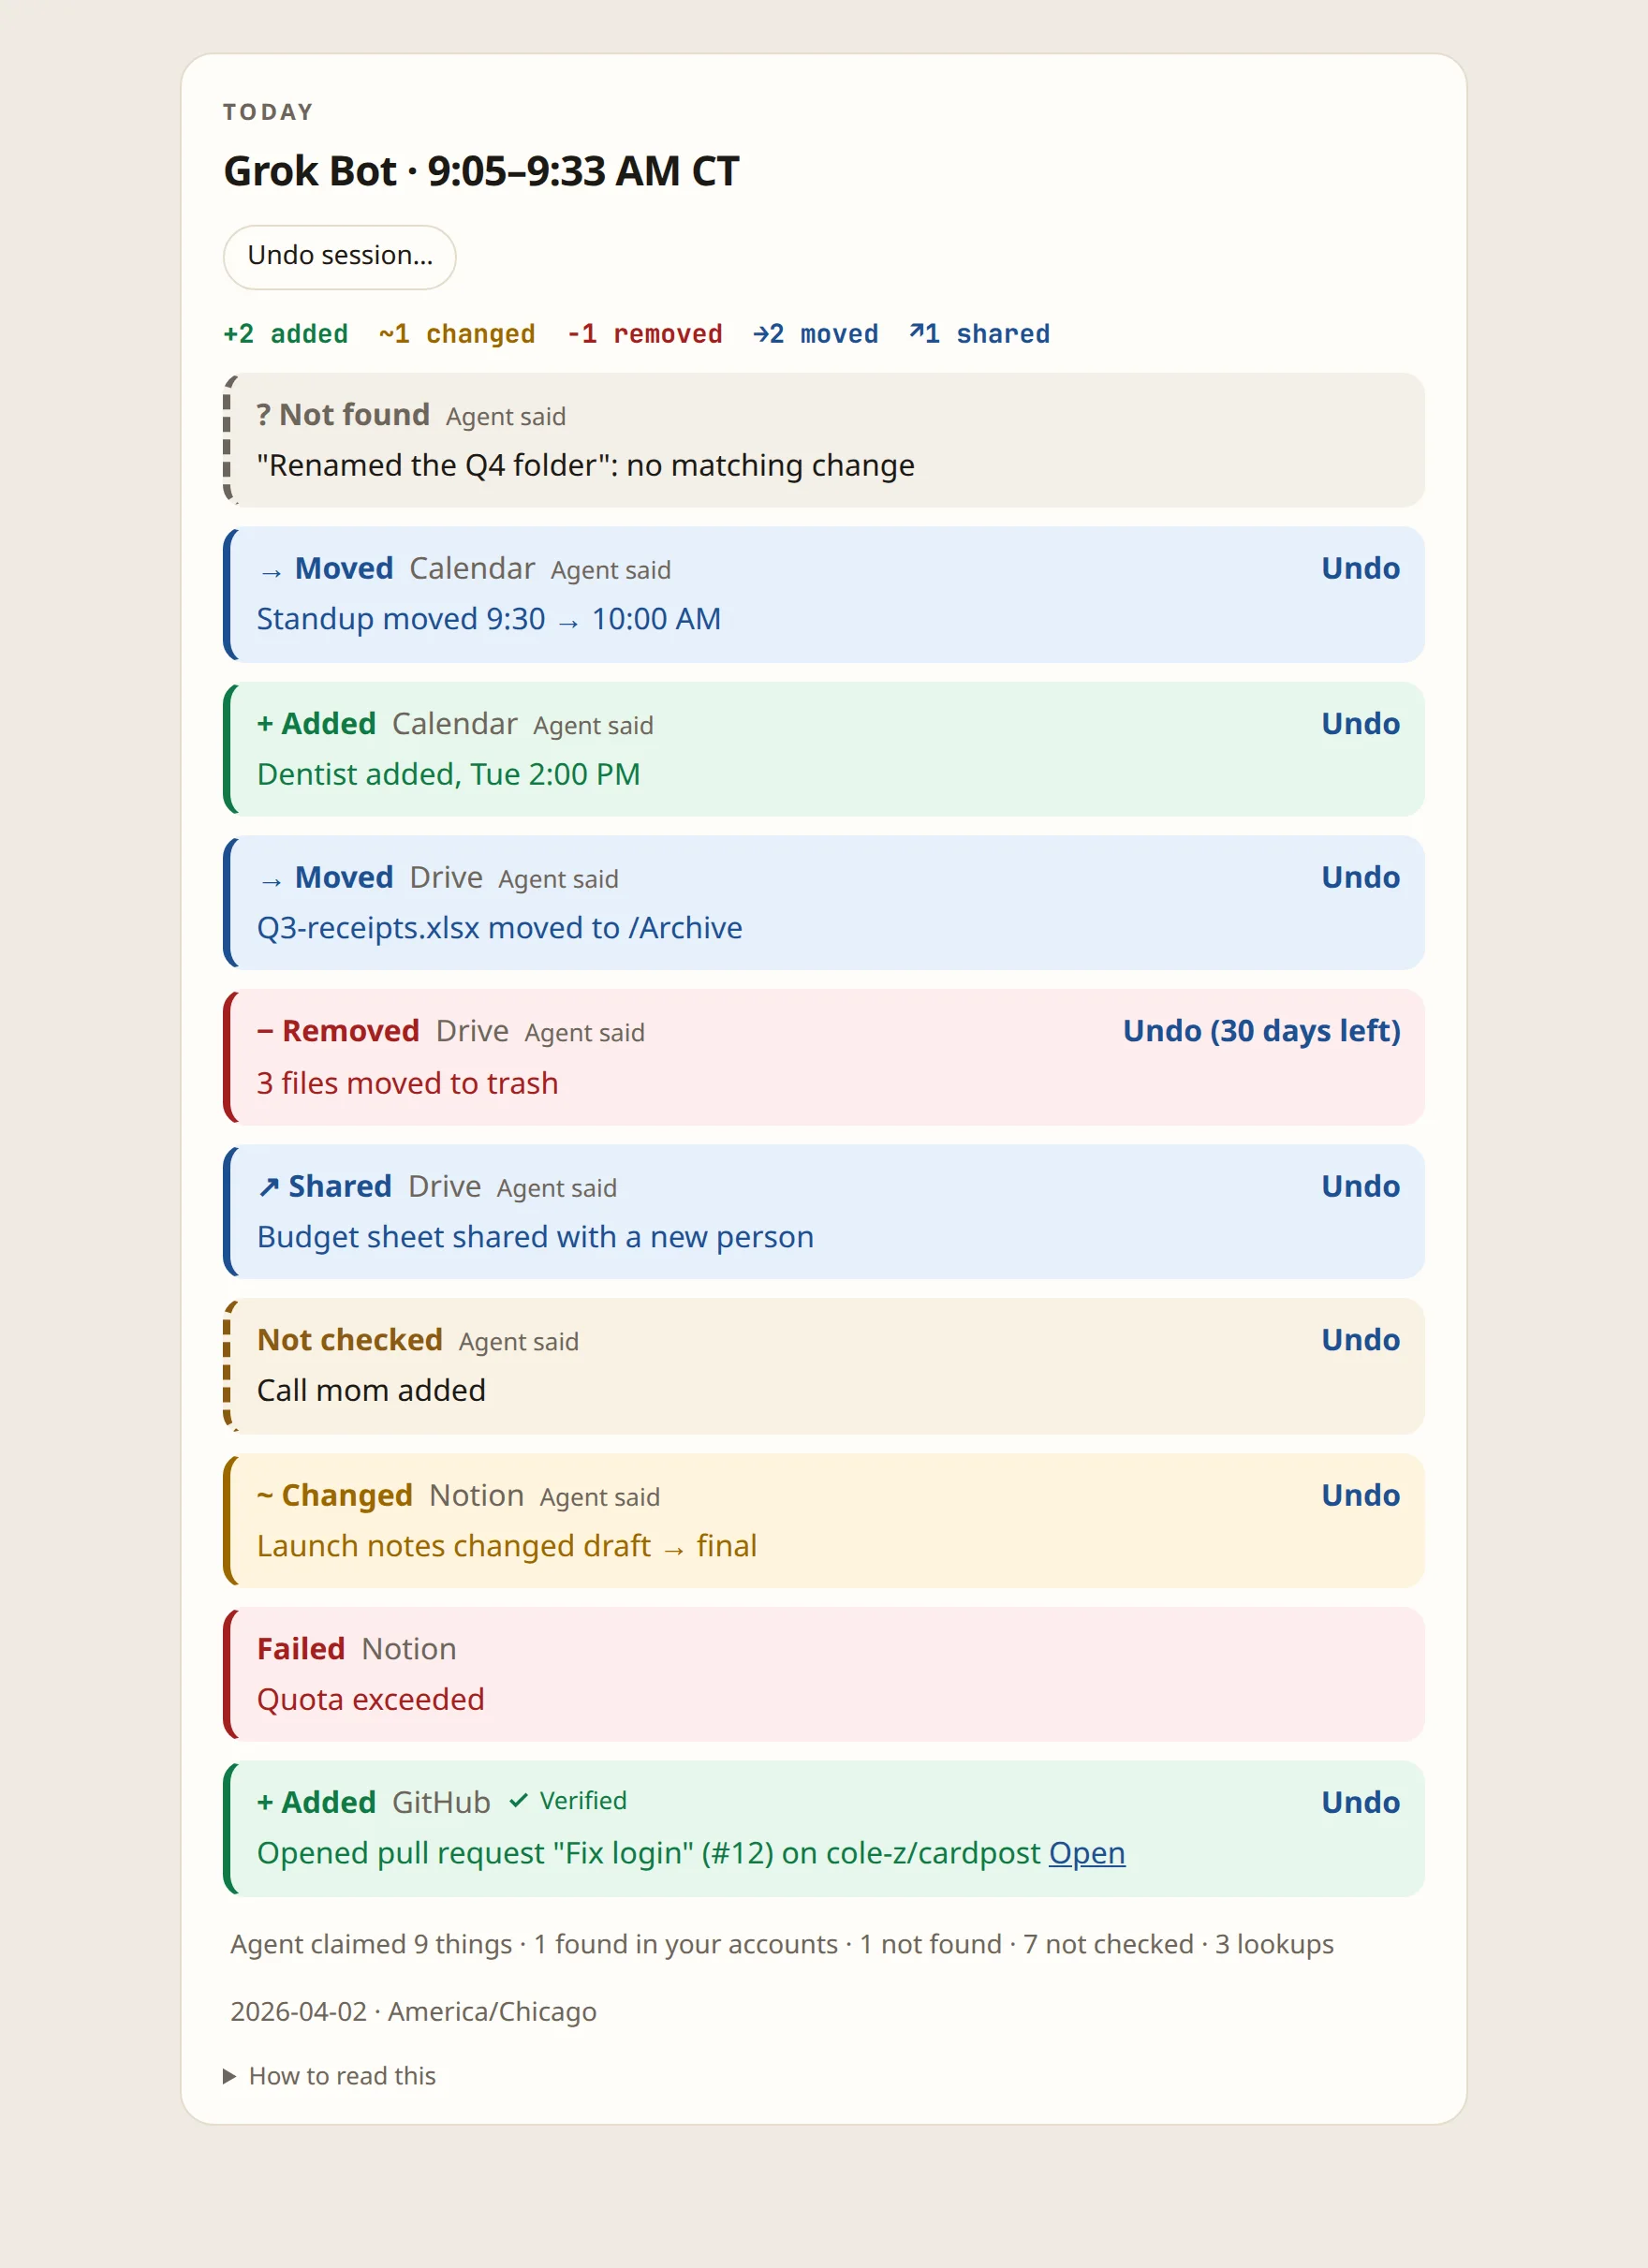 TODAY
Grok Bot · 9:05–9:33 AM CT
Undo session...
+2 added ~1 changed -1 removed →2 moved ↗1 shared
? Not found Agent said
"Renamed the Q4 folder": no matching change
→ Moved Calendar Agent said Undo
Standup moved 9:30 → 10:00 AM
+ Added Calendar Agent said Undo
Dentist added, Tue 2:00 PM
→ Moved Drive Agent said Undo
Q3-receipts.xlsx moved to /Archive
− Removed Drive Agent said Undo (30 days left)
3 files moved to trash
↗ Shared Drive Agent said Undo
Budget sheet shared with a new person
Not checked Agent said Undo
Call mom added
~ Changed Notion Agent said Undo
Launch notes changed draft → final
Failed Notion
Quota exceeded
+ Added GitHub ✓ Verified Undo
Opened pull request "Fix login" (#12) on cole-z/cardpost Open
Agent claimed 9 things · 1 found in your accounts · 1 not found · 7 not checked · 3 lookups
2026-04-02 · America/Chicago
▶ How to read this